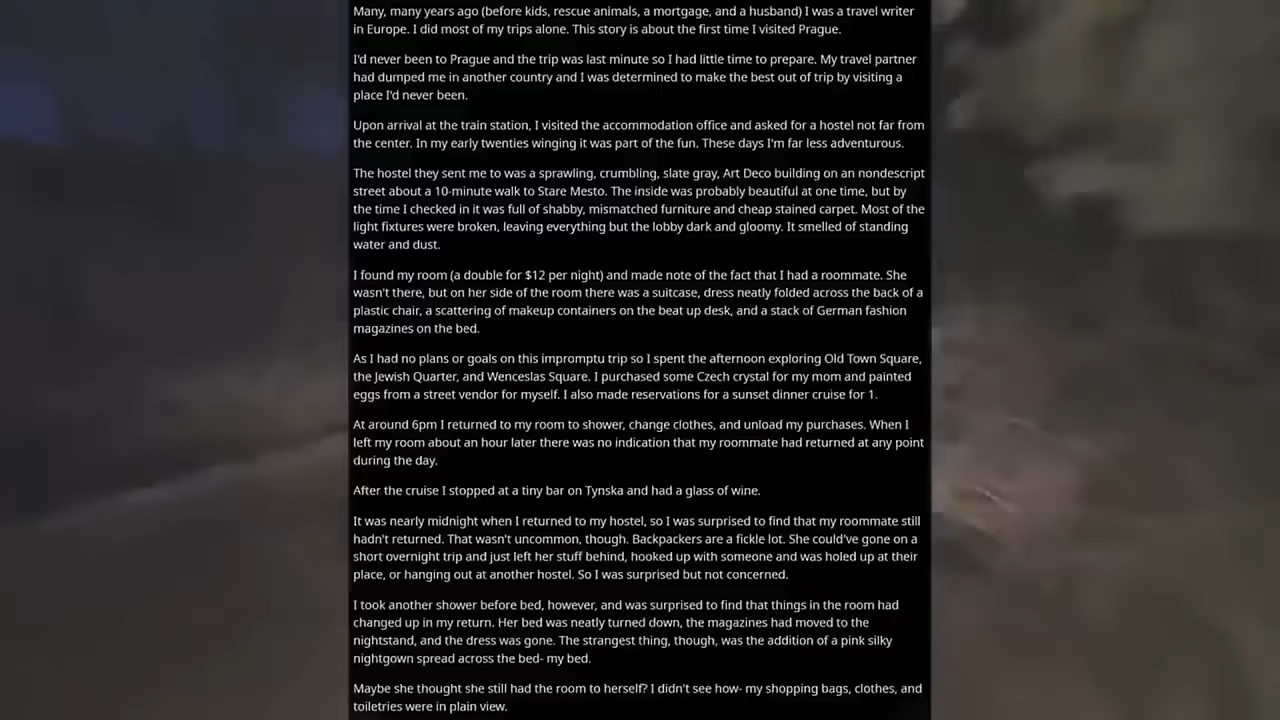 Many, many years ago (before kids, rescue animals, a mortgage, and a husband) I was a travel writer
in Europe. I did most of my trips alone. This story is about the first time I visited Prague.
I'd never been to Prague and the trip was last minute so I had little time to prepare. My travel partner
had dumped me in another country and I was determined to make the best out of trip by visiting a
place I'd never been.
Upon arrival at the train station, I visited the accommodation office and asked for a hostel not far from
the center. In my early twenties winging it was part of the fun. These days I'm far less adventurous.
The hostel they sent me to was a sprawling, crumbling, slate gray, Art Deco building on an nondescript
street about a 10-minute walk to Stare Mesto. The inside was probably beautiful at one time, but by
the time I checked in it was full of shabby, mismatched furniture and cheap stained carpet. Most of the
light fixtures were broken, leaving everything but the lobby dark and gloomy. It smelled of standing
water and dust.
I found my room (a double for $12 per night) and made note of the fact that I had a roommate. She
wasn't there, but on her side of the room there was a suitcase, dress neatly folded across the back of a
plastic chair, a scattering of makeup containers on the beat up desk, and a stack of German fashion
magazines on the bed.
As I had no plans or goals on this impromptu trip so I spent the afternoon exploring Old Town Square,
the Jewish Quarter, and Wenceslas Square. I purchased some Czech crystal for my mom and painted
eggs from a street vendor for myself. I also made reservations for a sunset dinner cruise for 1.
At around 6pm I returned to my room to shower, change clothes, and unload my purchases. When I
left my room about an hour later there was no indication that my roommate had returned at any point
during the day.
After the cruise I stopped at a tiny bar on Tynska and had a glass of wine.
It was nearly midnight when I returned to my hostel, so I was surprised to find that my roommate still
hadn't returned. That wasn't uncommon, though. Backpackers are a fickle lot. She could've gone on a
short overnight trip and just left her stuff behind, hooked up with someone and was holed up at their
place, or hanging out at another hostel. So I was surprised but not concerned.
I took another shower before bed, however, and was surprised to find that things in the room had
changed up in my return. Her bed was neatly turned down, the magazines had moved to the
nightstand, and the dress was gone. The strangest thing, though, was the addition of a pink silky
nightgown spread across the bed- my bed.
Maybe she thought she still had the room to herself? I didn't see how- my shopping bags, clothes, and
toiletries were in plain view.